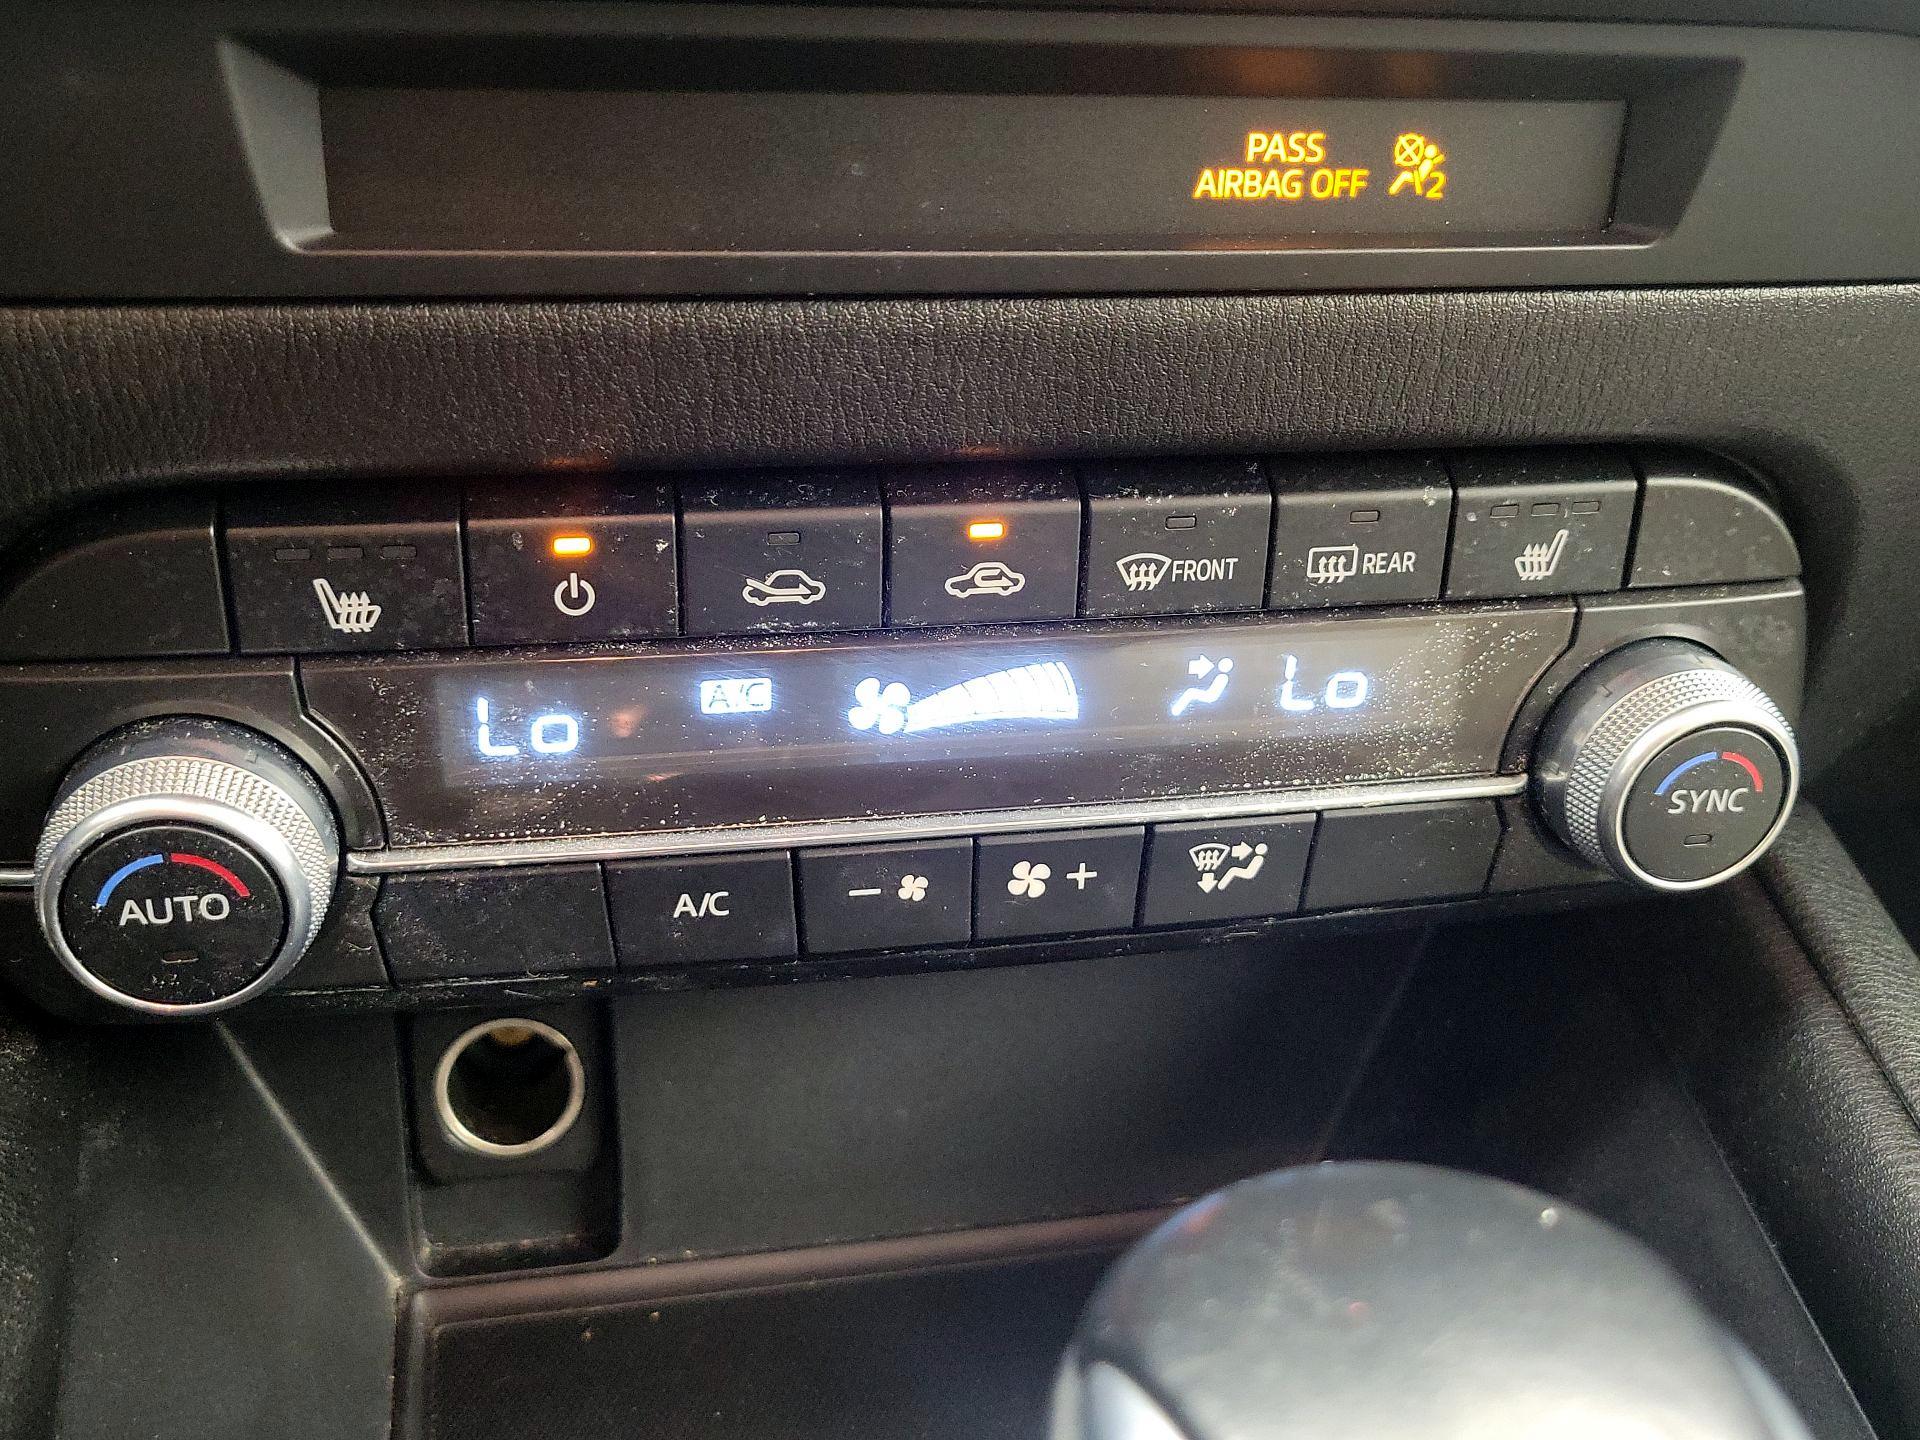 PASS
AIRBAG OFF 2
FRONT
REAR
Lo A/C Lo
SYNC
AUTO
A/C
- +